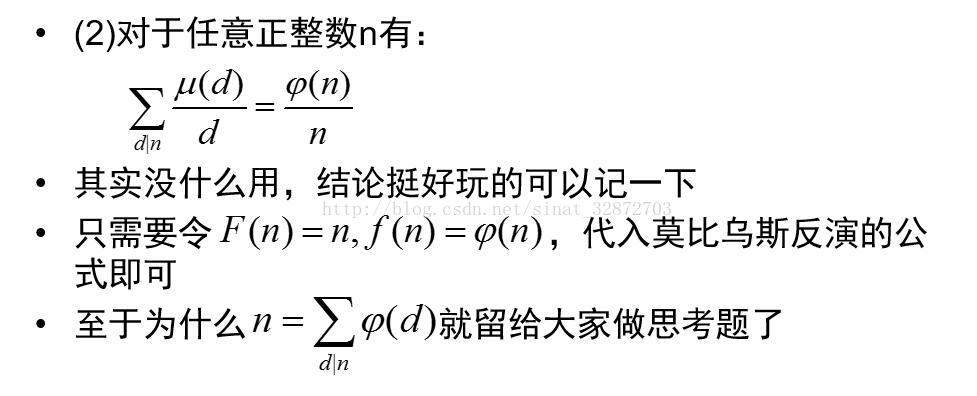 • (2)对于任意正整数n有：
∑_{d|n} μ(d)/d = φ(n)/n
• 其实没什么用，结论挺好玩的可以记一下
http://blog.csdn.net/sinat_32872703
• 只需要令 F(n) = n, f(n) = φ(n)，代入莫比乌斯反演的公
式即可
• 至于为什么 n = ∑_{d|n} φ(d) 就留给大家做思考题了